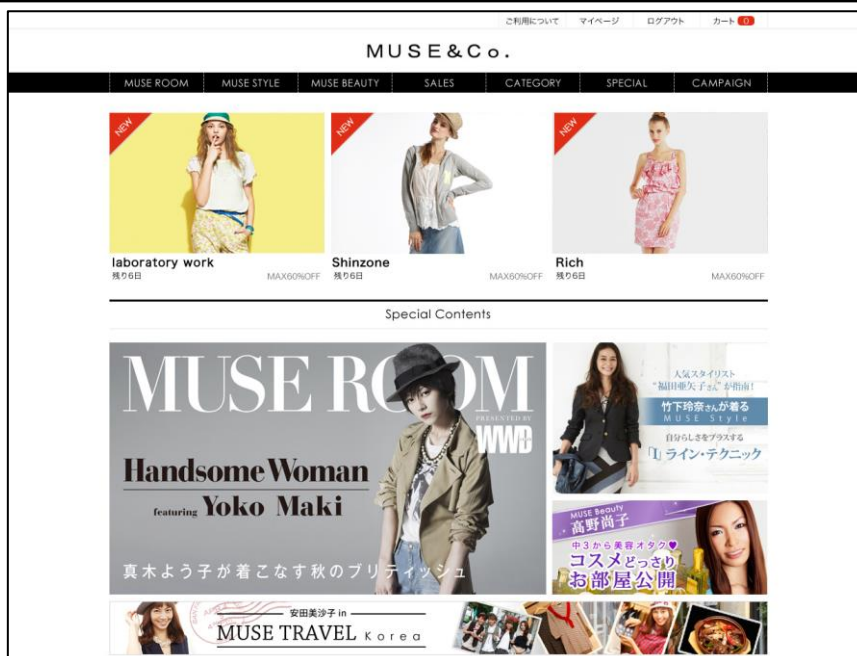 ご利用について マイページ ログアウト カート 0
MUSE&Co.
MUSE ROOM MUSE STYLE MUSE BEAUTY SALES CATEGORY SPECIAL CAMPAIGN
NEW NEW NEW
laboratory work
残り6日 MAX60%OFF
Shinzone
残り6日 MAX60%OFF
Rich
残り6日 MAX60%OFF
Special Contents
MUSE ROOM
PRESENTED BY
WWD
Handsome Woman
featuring Yoko Maki
真木よう子が着こなす秋のブリティッシュ
人気スタイリスト
“福田亜矢子さん”が指南!
竹下玲奈さんが着る
MUSE Style
自分らしさをプラスする
「I」ライン・テクニック
MUSE Beauty
高野尚子
中3から美容オタク♥
コスメどっさり
お部屋公開
安田美沙子 in
MUSE TRAVEL Korea